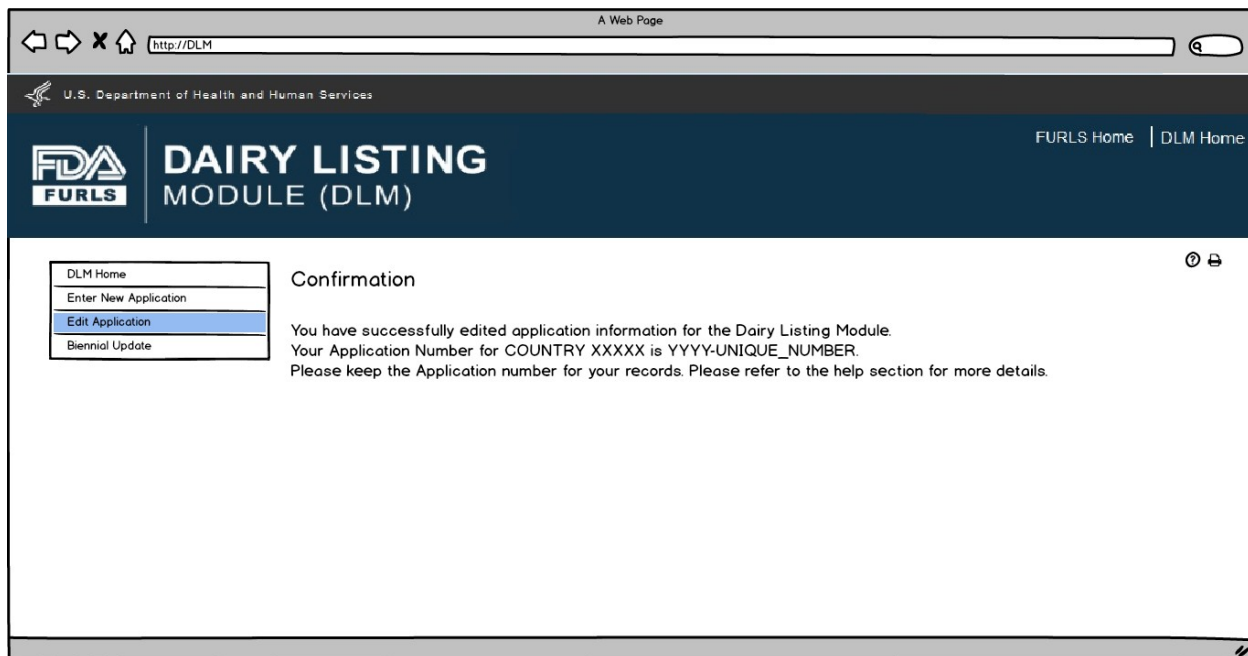 A Web Page
http://DLM
U.S. Department of Health and Human Services
FURLS Home | DLM Home
FDA
FURLS
DAIRY LISTING
MODULE (DLM)
DLM Home
Enter New Application
Edit Application
Biennial Update
Confirmation
You have successfully edited application information for the Dairy Listing Module.
Your Application Number for COUNTRY XXXXX is YYYY-UNIQUE_NUMBER.
Please keep the Application number for your records. Please refer to the help section for more details.